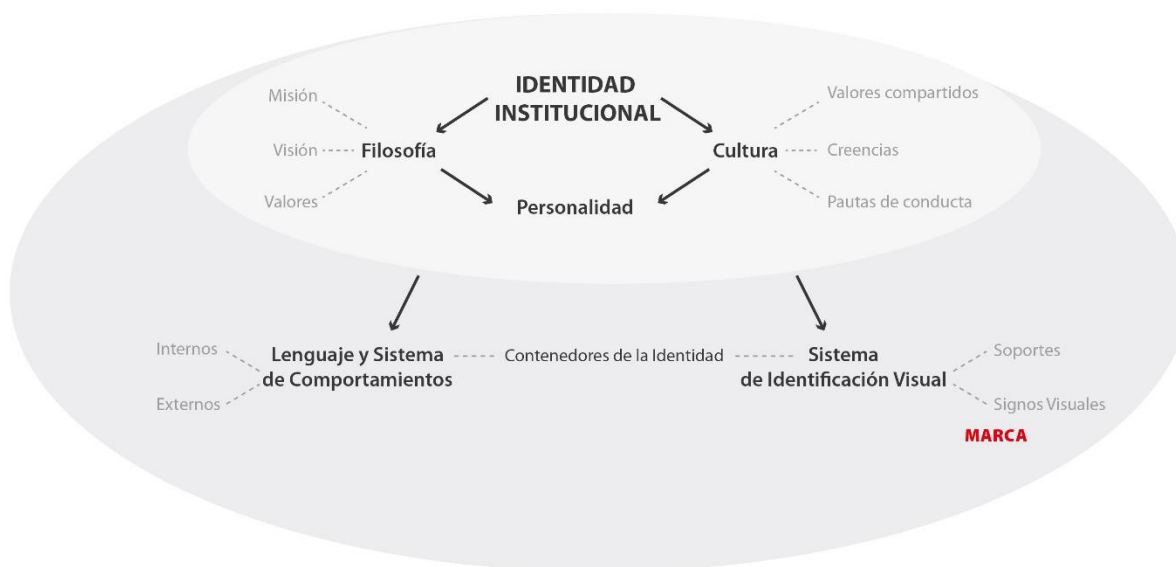 IDENTIDAD
INSTITUCIONAL
Misión
Visión
Valores
Filosofía
Cultura
Valores compartidos
Creencias
Pautas de conducta
Personalidad
Internos
Externos
Lenguaje y Sistema
de Comportamientos
Contenedores de la Identidad
Sistema
de Identificación Visual
Soportes
Signos Visuales
MARCA